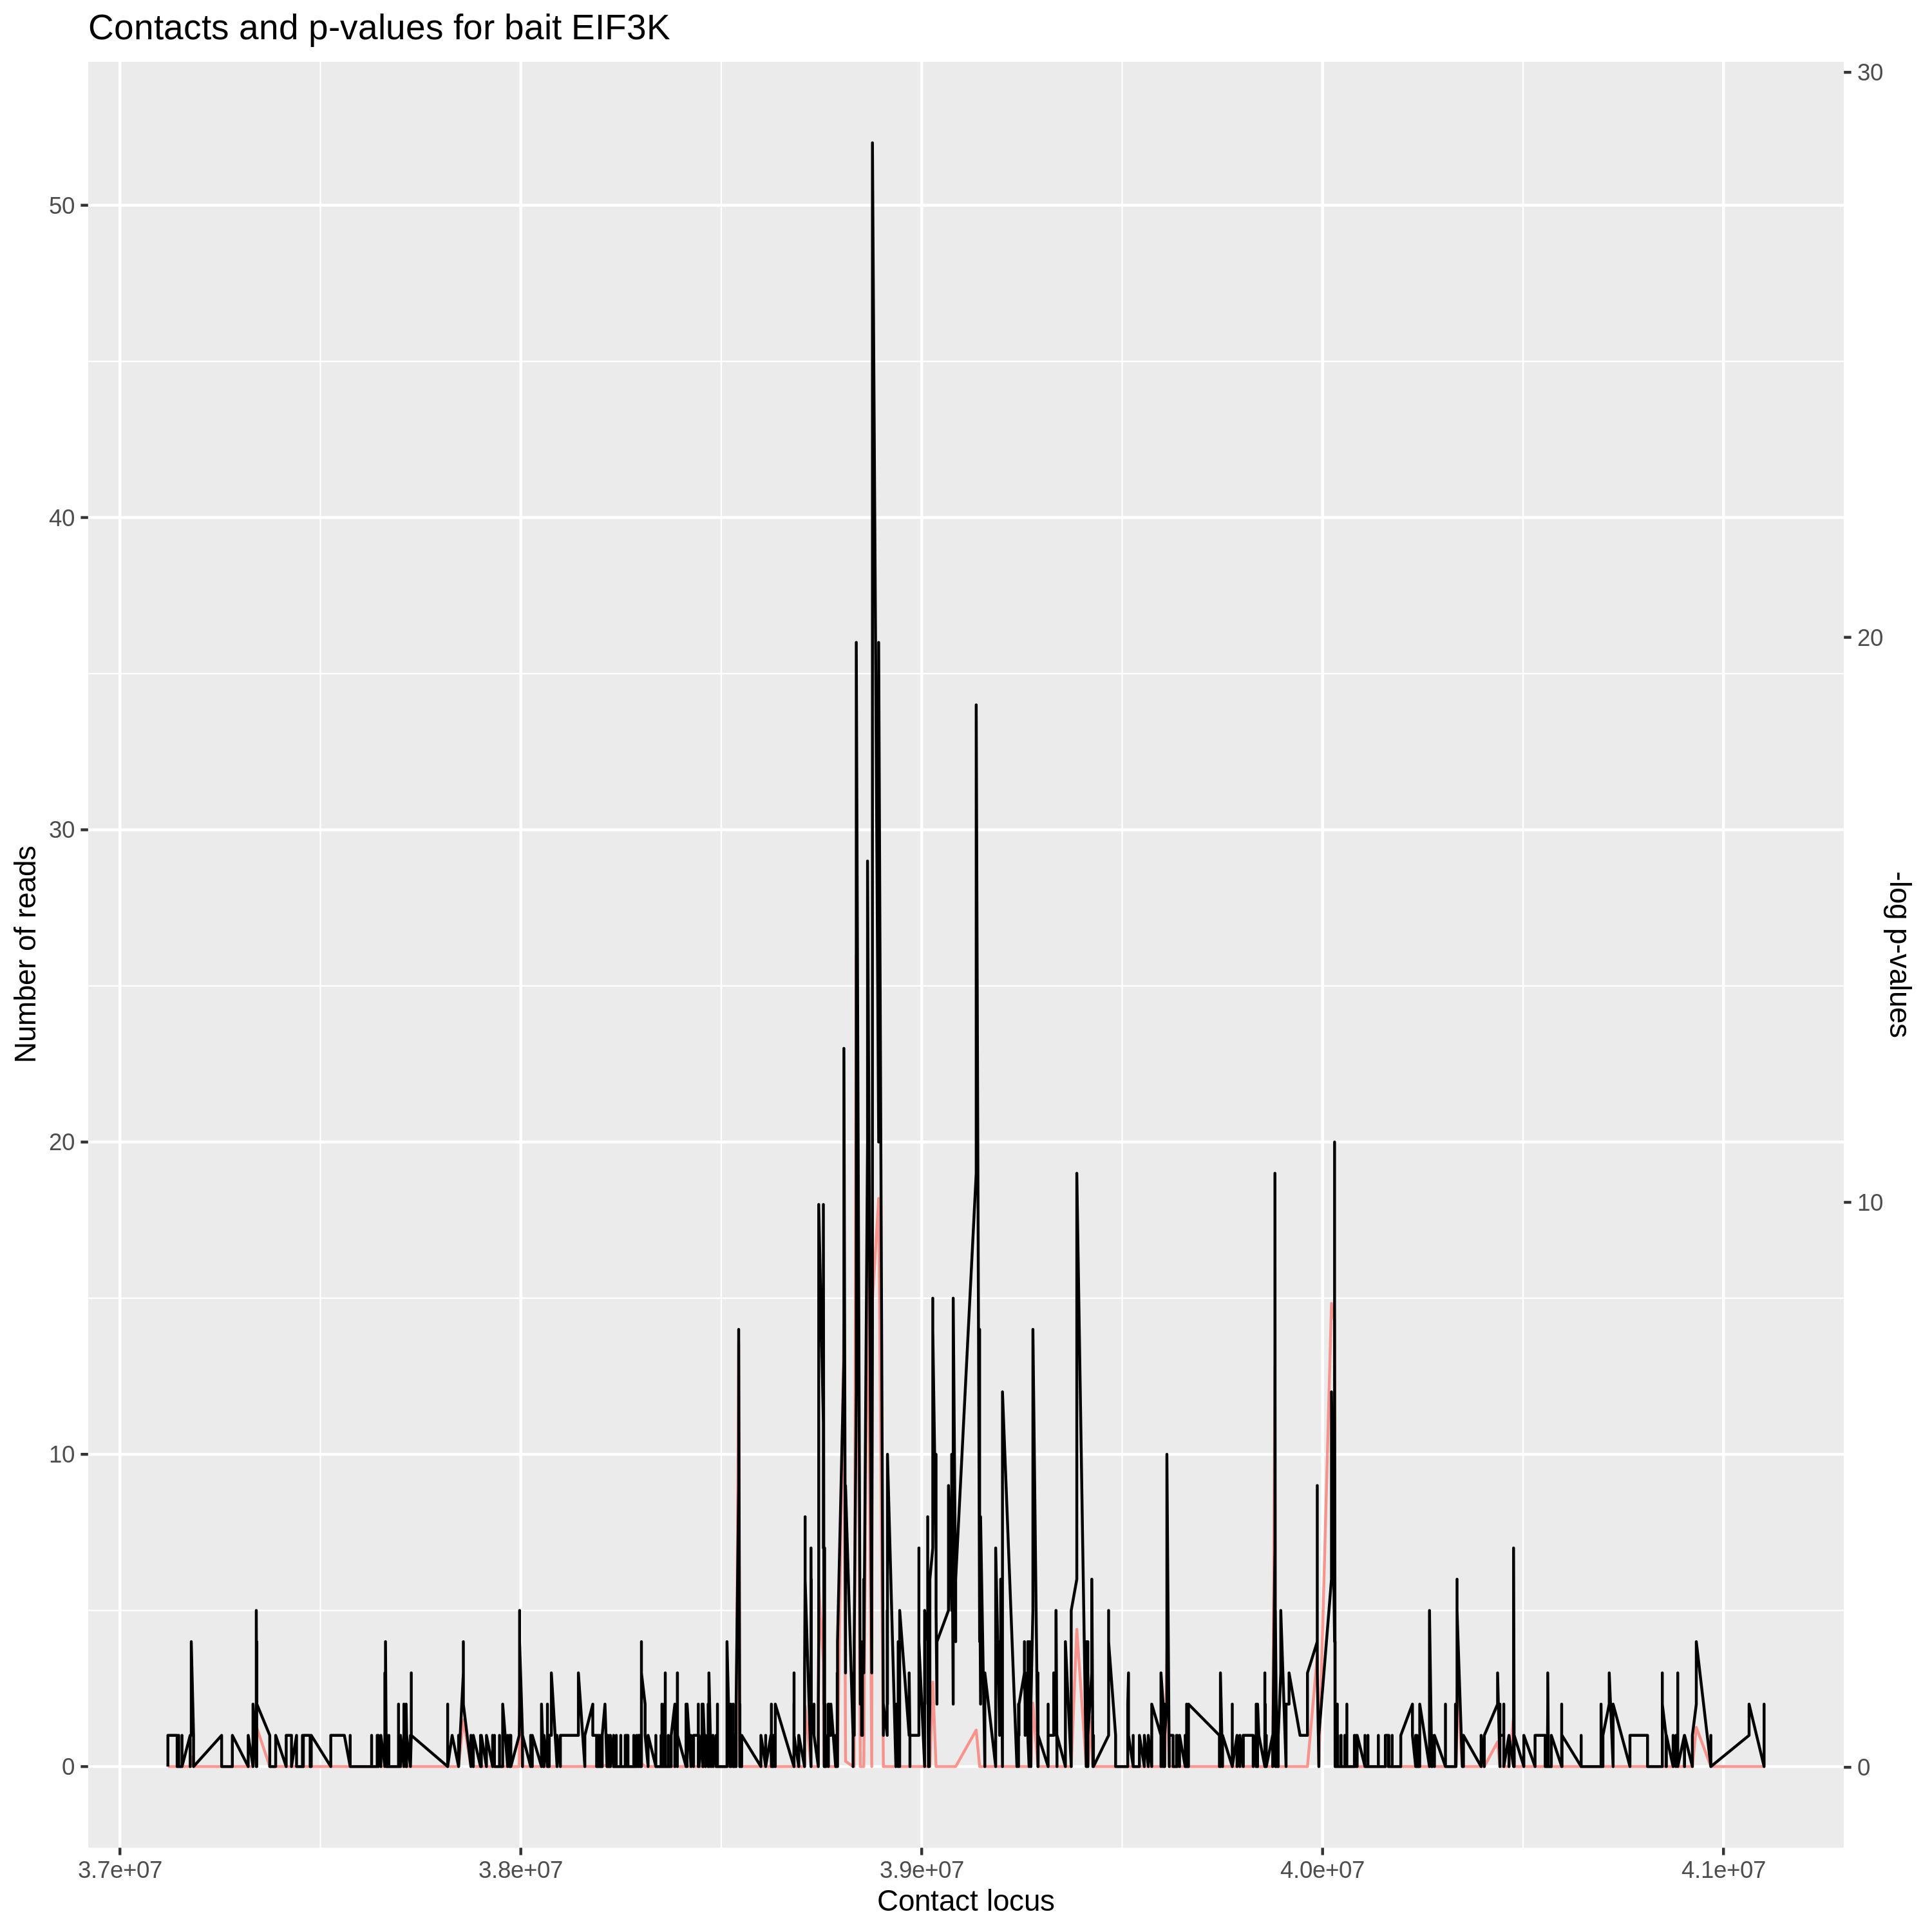 Contacts and p-values for bait EIF3K
30
50
40
20
30
Number of reads
-log p-values
20
10
10
0
0
3.7e+07
3.8e+07
3.9e+07
4.0e+07
4.1e+07
Contact locus